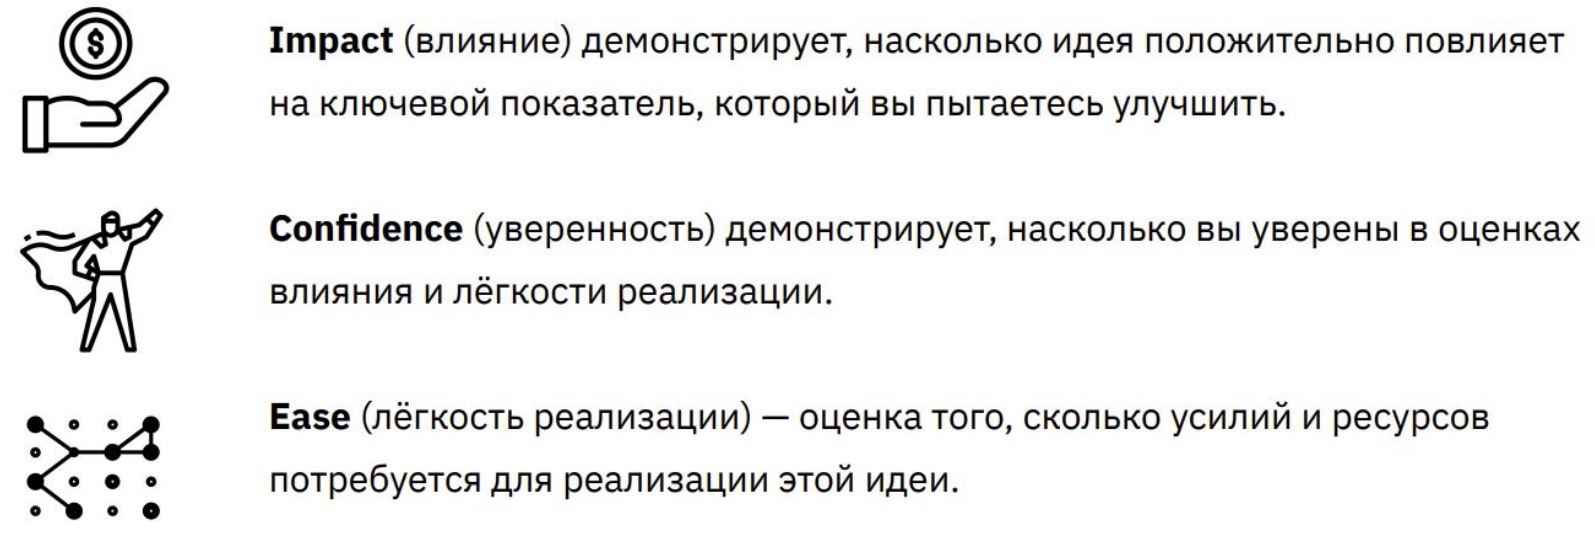 $
Impact (влияние) демонстрирует, насколько идея положительно повлияет
на ключевой показатель, который вы пытаетесь улучшить.
Confidence (уверенность) демонстрирует, насколько вы уверены в оценках
влияния и лёгкости реализации.
Ease (лёгкость реализации) — оценка того, сколько усилий и ресурсов
потребуется для реализации этой идеи.